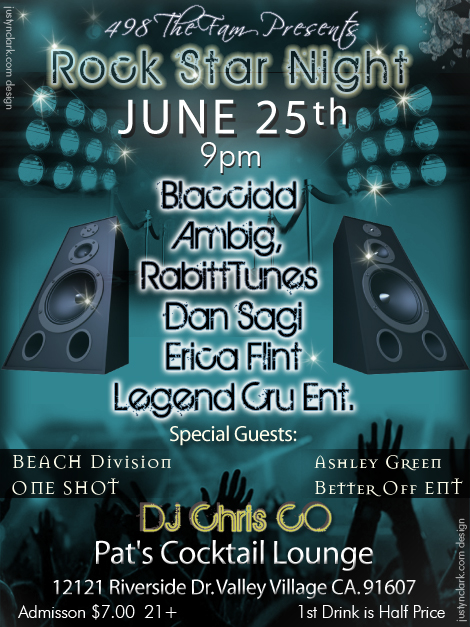 justynclark.com design
498 The Fam Presents
Rock Star Night
JUNE 25th
9pm
Blaccidd
Ambig,
RabittTunes
Dan Sagi
Erica Flint
Legend Cru Ent.
Special Guests:
BEACH Division
Ashley Green
ONE SHOT
Better Off ENT
DJ Chris CO
Pat's Cocktail Lounge
12121 Riverside Dr. Valley Village CA. 91607
Admisson $7.00 21+
1st Drink is Half Price
justynclark.com design